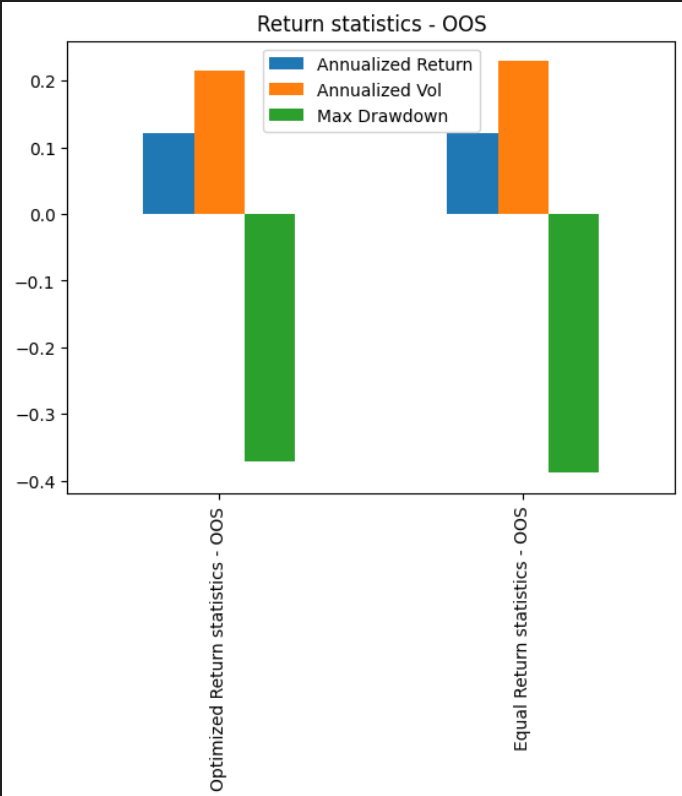 Return statistics - OOS
Annualized Return
Annualized Vol
Max Drawdown
0.2
0.1
0.0
−0.1
−0.2
−0.3
−0.4
Optimized Return statistics - OOS
Equal Return statistics - OOS